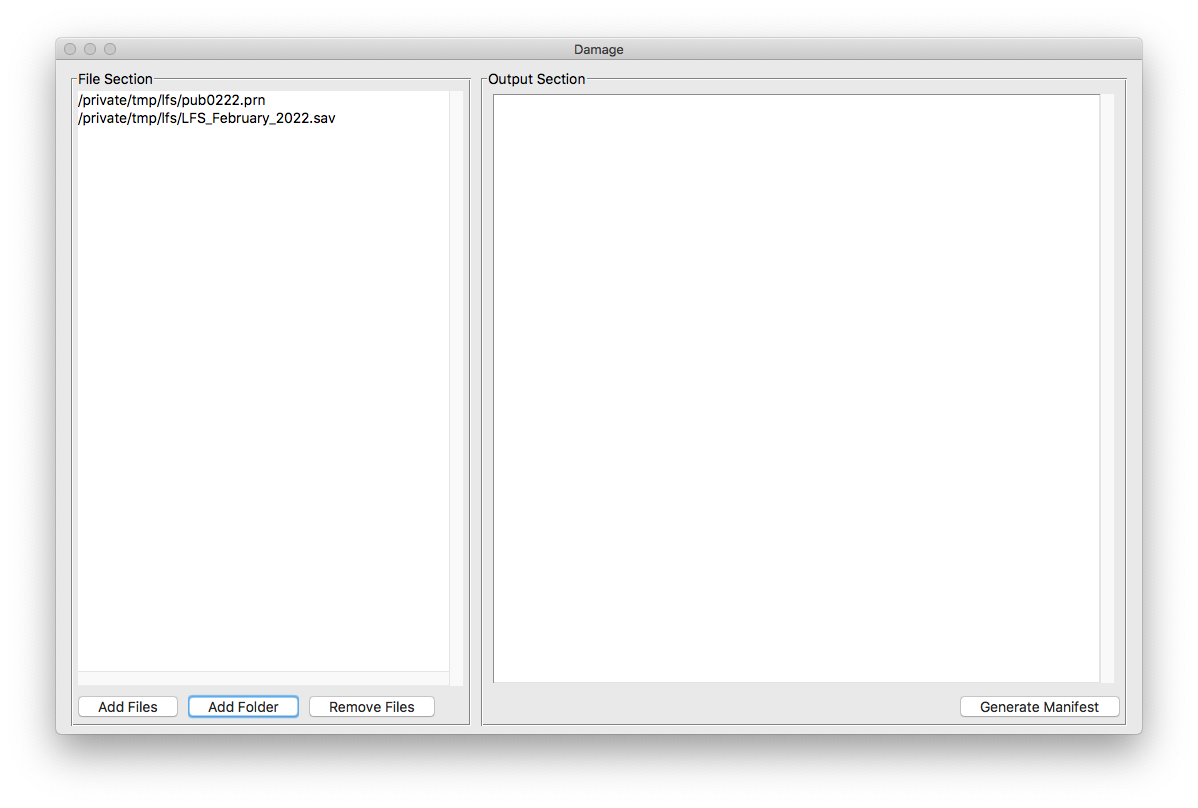 Damage
File Section
/private/tmp/lfs/pub0222.prn
/private/tmp/lfs/LFS_February_2022.sav
Add Files
Add Folder
Remove Files
Output Section
Generate Manifest